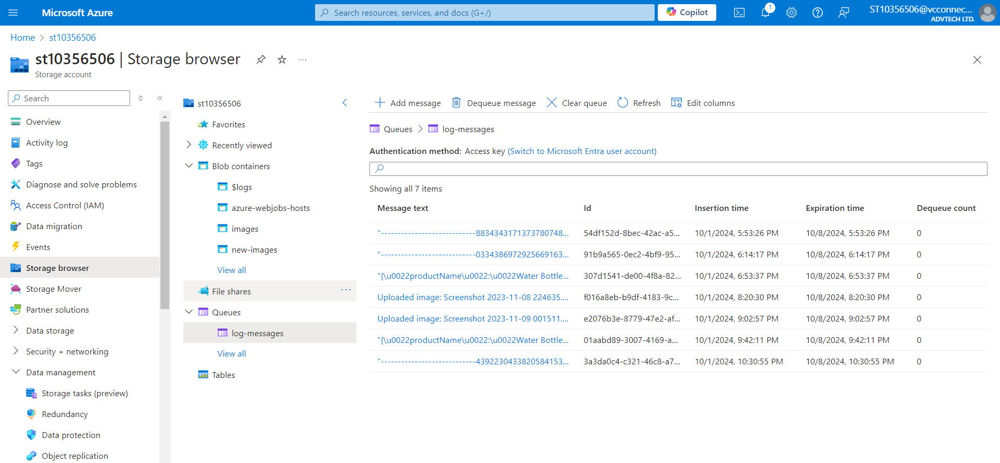 Microsoft Azure
Search resources, services, and docs (G+/)
Copilot
1
ST10356506@vcconnec...
ADVTECH LTD.
Home > st10356506
st10356506 | Storage browser
Storage account
Search
Overview
Activity log
Tags
Diagnose and solve problems
Access Control (IAM)
Data migration
Events
Storage browser
Storage Mover
Partner solutions
Data storage
Security + networking
Data management
Storage tasks (preview)
Redundancy
Data protection
Object replication
st10356506
Favorites
Recently viewed
Blob containers
$logs
azure-webjobs-hosts
images
new-images
View all
File shares
Queues
log-messages
View all
Tables
Add message Dequeue message Clear queue Refresh Edit columns
Queues > log-messages
Authentication method: Access key (Switch to Microsoft Entra user account)
Showing all 7 items
Message text Id Insertion time Expiration time Dequeue count
"----------------------------8834343171373780748... 54df152d-8bec-42ac-a5... 10/1/2024, 5:53:26 PM 10/8/2024, 5:53:26 PM 0
"----------------------------0334386972925669163... 91b9a565-0ec2-4bf9-95... 10/1/2024, 6:14:17 PM 10/8/2024, 6:14:17 PM 0
"{\u0022productName\u0022:\u0022Water Bottle... 307d1541-de00-4f8a-82... 10/1/2024, 6:53:37 PM 10/8/2024, 6:53:37 PM 0
Uploaded image: Screenshot 2023-11-08 224635.... f016a8eb-b9df-4183-9c... 10/1/2024, 8:20:30 PM 10/8/2024, 8:20:30 PM 0
Uploaded image: Screenshot 2023-11-09 001511.... e2076b3e-8779-47e2-af... 10/1/2024, 9:02:57 PM 10/8/2024, 9:02:57 PM 0
"{\u0022productName\u0022:\u0022Water Bottle... 01aabd89-3007-4169-a... 10/1/2024, 9:42:11 PM 10/8/2024, 9:42:11 PM 0
"----------------------------4392230433820584153... 3a3da0c4-c321-46c8-a7... 10/1/2024, 10:30:55 PM 10/8/2024, 10:30:55 PM 0